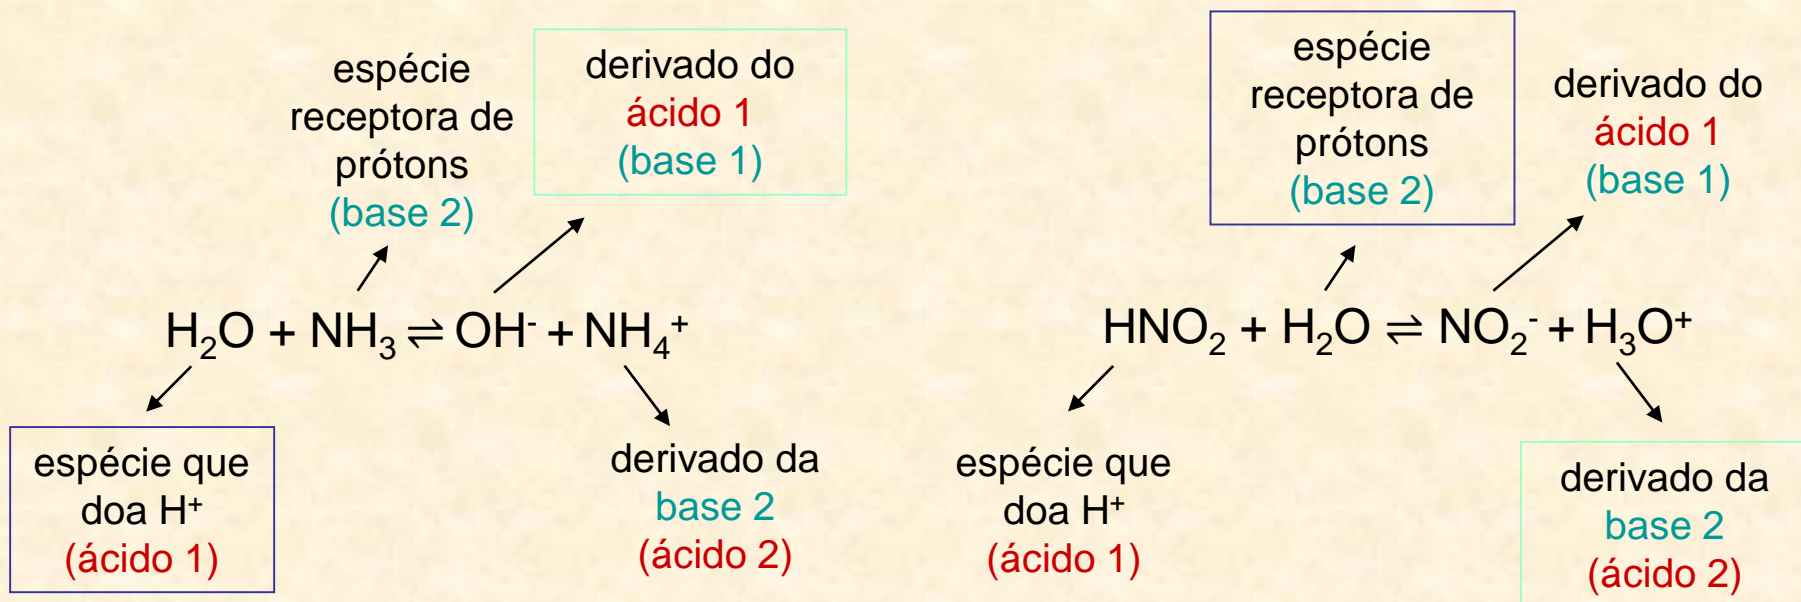 espécie
receptora de
prótons
(base 2)
derivado do
ácido 1
(base 1)
H₂O + NH₃ ⇌ OH⁻ + NH₄⁺
espécie que
doa H⁺
(ácido 1)
derivado da
base 2
(ácido 2)
espécie
receptora de
prótons
(base 2)
derivado do
ácido 1
(base 1)
HNO₂ + H₂O ⇌ NO₂⁻ + H₃O⁺
espécie que
doa H⁺
(ácido 1)
derivado da
base 2
(ácido 2)